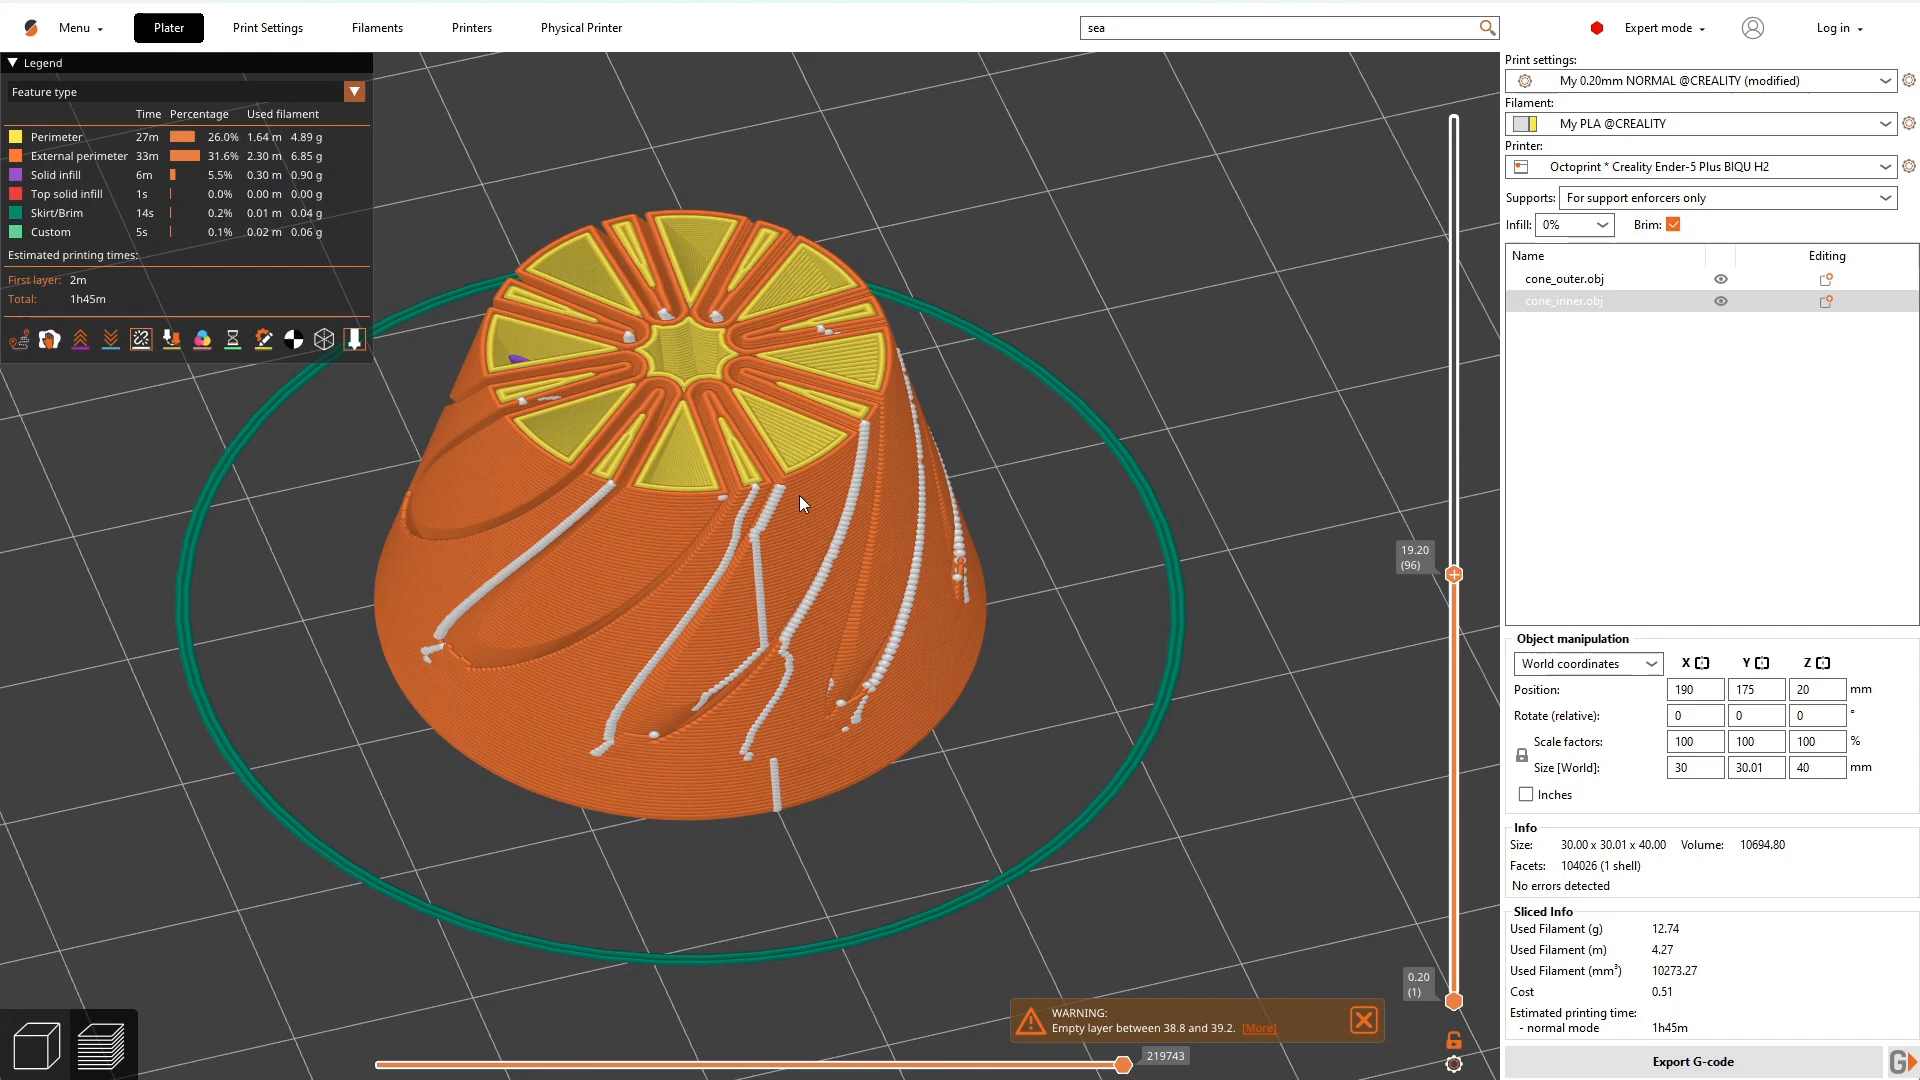 Menu
Plater
Print Settings
Filaments
Printers
Physical Printer
sea
Expert mode
Log in
Legend
Feature type
Time Percentage Used filament
Perimeter 27m 26.0% 1.64 m 4.89 g
External perimeter 33m 31.6% 2.30 m 6.85 g
Solid infill 6m 5.5% 0.30 m 0.90 g
Top solid infill 1s 0.0% 0.00 m 0.00 g
Skirt/Brim 14s 0.2% 0.01 m 0.04 g
Custom 5s 0.1% 0.02 m 0.06 g
Estimated printing times:
First layer: 2m
Total: 1h45m
19.20
(96)
0.20
(1)
WARNING:
Empty layer between 38.8 and 39.2. [More]
219743
Print settings:
My 0.20mm NORMAL @CREALITY (modified)
Filament:
My PLA @CREALITY
Printer:
Octoprint * Creality Ender-5 Plus BIQU H2
Supports: For support enforcers only
Infill: 0% Brim:
Name Editing
cone_outer.obj
cone_inner.obj
Object manipulation
World coordinates X Y Z
Position: 190 175 20 mm
Rotate (relative): 0 0 0 °
Scale factors: 100 100 100 %
Size [World]: 30 30.01 40 mm
Inches
Info
Size: 30.00 x 30.01 x 40.00 Volume: 10694.80
Facets: 104026 (1 shell)
No errors detected
Sliced Info
Used Filament (g) 12.74
Used Filament (m) 4.27
Used Filament (mm³) 10273.27
Cost 0.51
Estimated printing time:
- normal mode 1h45m
Export G-code
G